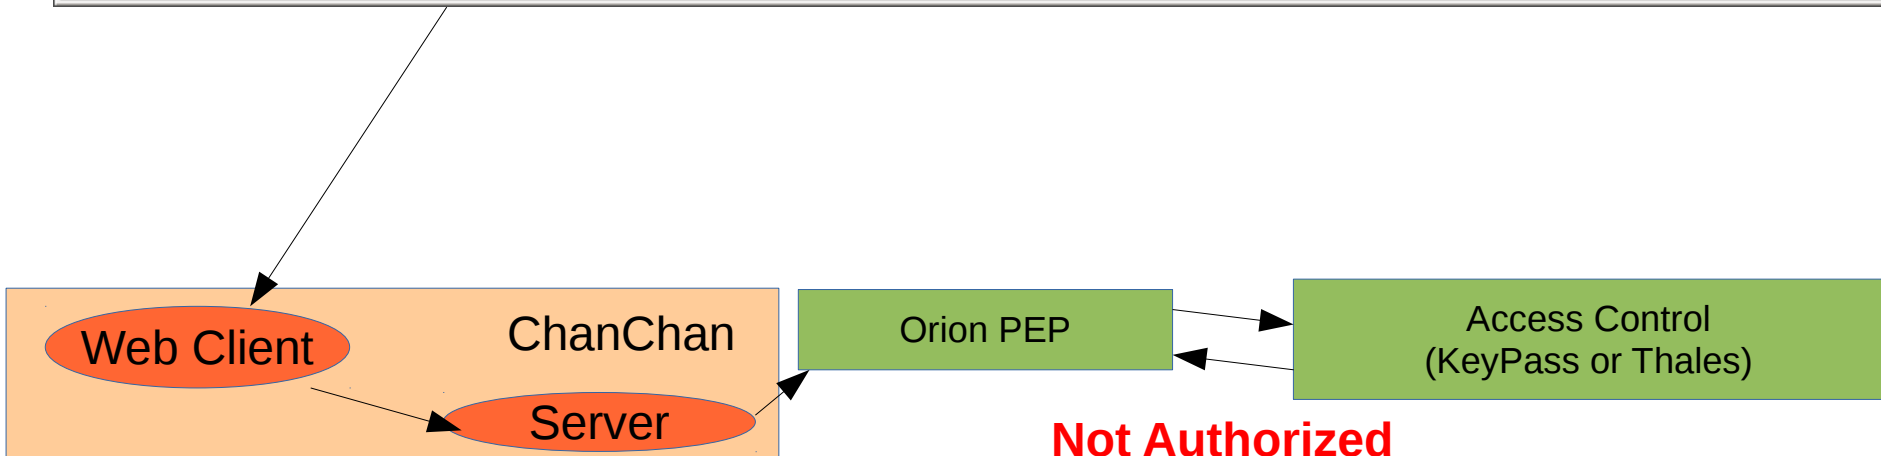 Web Client
ChanChan
Server
Orion PEP
Access Control
(KeyPass or Thales)
Not Authorized